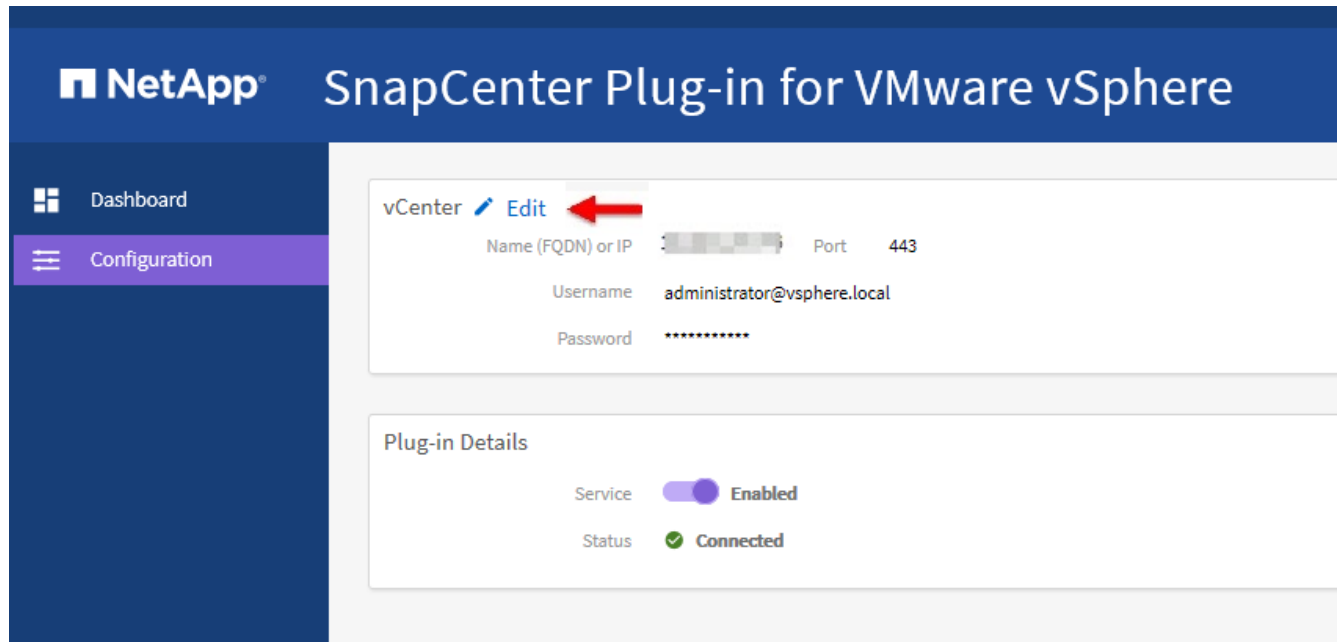 NetApp SnapCenter Plug-in for VMware vSphere
Dashboard
Configuration
vCenter Edit
Name (FQDN) or IP Port 443
Username administrator@vsphere.local
Password ***********
Plug-in Details
Service Enabled
Status Connected